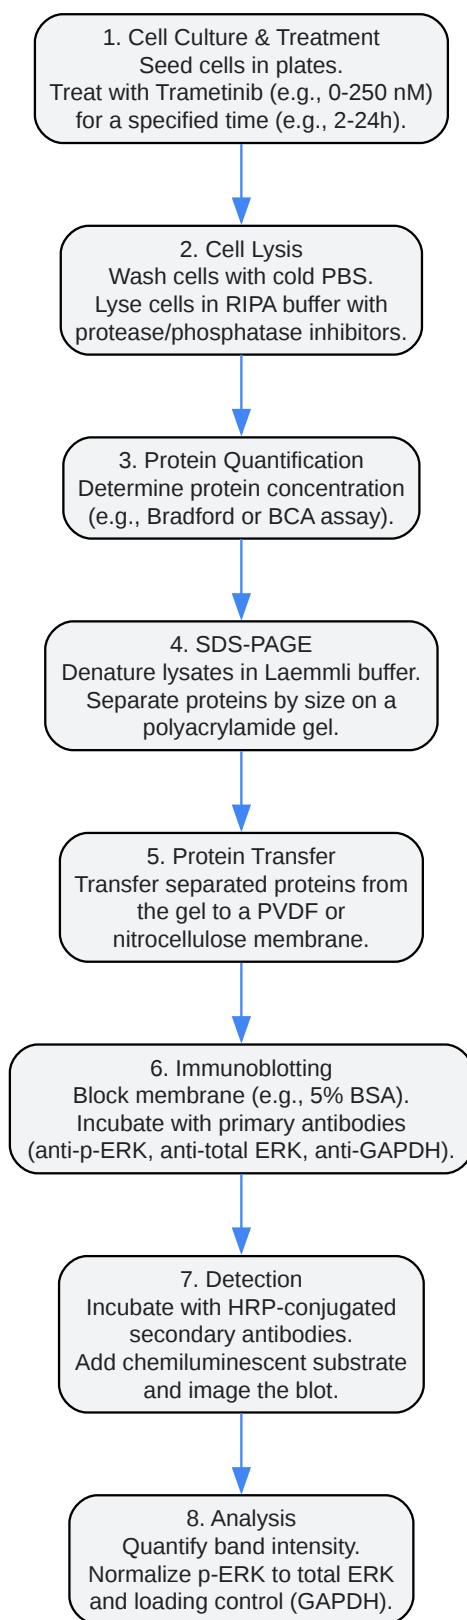 1. Cell Culture & Treatment
Seed cells in plates.
Treat with Trametinib (e.g., 0-250 nM)
for a specified time (e.g., 2-24h).
2. Cell Lysis
Wash cells with cold PBS.
Lyse cells in RIPA buffer with
protease/phosphatase inhibitors.
3. Protein Quantification
Determine protein concentration
(e.g., Bradford or BCA assay).
4. SDS-PAGE
Denature lysates in Laemmli buffer.
Separate proteins by size on a
polyacrylamide gel.
5. Protein Transfer
Transfer separated proteins from
the gel to a PVDF or
nitrocellulose membrane.
6. Immunoblotting
Block membrane (e.g., 5% BSA).
Incubate with primary antibodies
(anti-p-ERK, anti-total ERK, anti-GAPDH).
7. Detection
Incubate with HRP-conjugated
secondary antibodies.
Add chemiluminescent substrate
and image the blot.
8. Analysis
Quantify band intensity.
Normalize p-ERK to total ERK
and loading control (GAPDH).